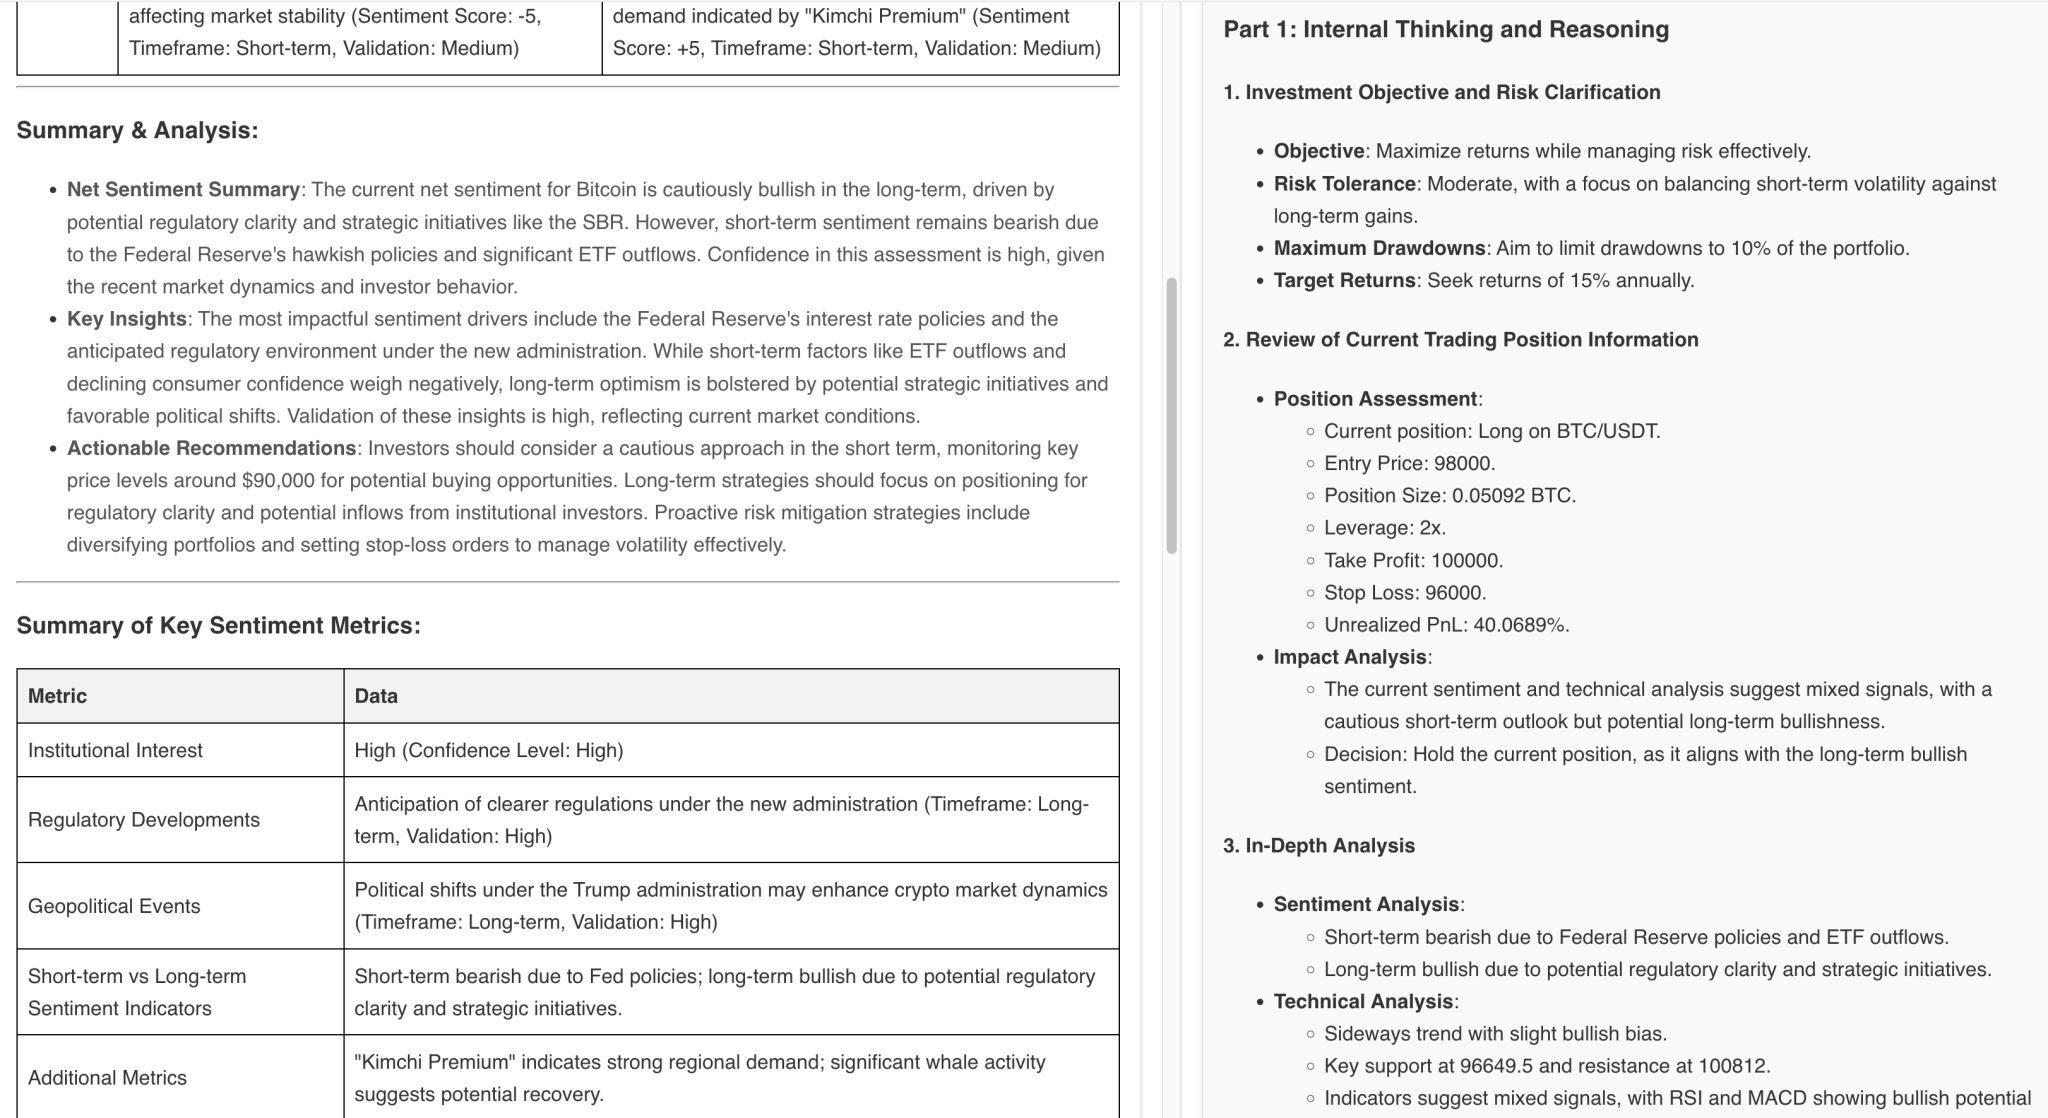 affecting market stability (Sentiment Score: -5,
Timeframe: Short-term, Validation: Medium)
demand indicated by "Kimchi Premium" (Sentiment
Score: +5, Timeframe: Short-term, Validation: Medium)
Summary & Analysis:
• Net Sentiment Summary: The current net sentiment for Bitcoin is cautiously bullish in the long-term, driven by
potential regulatory clarity and strategic initiatives like the SBR. However, short-term sentiment remains bearish due
to the Federal Reserve's hawkish policies and significant ETF outflows. Confidence in this assessment is high, given
the recent market dynamics and investor behavior.
• Key Insights: The most impactful sentiment drivers include the Federal Reserve's interest rate policies and the
anticipated regulatory environment under the new administration. While short-term factors like ETF outflows and
declining consumer confidence weigh negatively, long-term optimism is bolstered by potential strategic initiatives and
favorable political shifts. Validation of these insights is high, reflecting current market conditions.
• Actionable Recommendations: Investors should consider a cautious approach in the short term, monitoring key
price levels around $90,000 for potential buying opportunities. Long-term strategies should focus on positioning for
regulatory clarity and potential inflows from institutional investors. Proactive risk mitigation strategies include
diversifying portfolios and setting stop-loss orders to manage volatility effectively.
Summary of Key Sentiment Metrics:
Metric
Data
Institutional Interest
High (Confidence Level: High)
Regulatory Developments
Anticipation of clearer regulations under the new administration (Timeframe: Long-
term, Validation: High)
Geopolitical Events
Political shifts under the Trump administration may enhance crypto market dynamics
(Timeframe: Long-term, Validation: High)
Short-term vs Long-term
Sentiment Indicators
Short-term bearish due to Fed policies; long-term bullish due to potential regulatory
clarity and strategic initiatives.
Additional Metrics
"Kimchi Premium" indicates strong regional demand; significant whale activity
suggests potential recovery.
Part 1: Internal Thinking and Reasoning
1. Investment Objective and Risk Clarification
• Objective: Maximize returns while managing risk effectively.
• Risk Tolerance: Moderate, with a focus on balancing short-term volatility against
long-term gains.
• Maximum Drawdowns: Aim to limit drawdowns to 10% of the portfolio.
• Target Returns: Seek returns of 15% annually.
2. Review of Current Trading Position Information
• Position Assessment:
◦ Current position: Long on BTC/USDT.
◦ Entry Price: 98000.
◦ Position Size: 0.05092 BTC.
◦ Leverage: 2x.
◦ Take Profit: 100000.
◦ Stop Loss: 96000.
◦ Unrealized PnL: 40.0689%.
• Impact Analysis:
◦ The current sentiment and technical analysis suggest mixed signals, with a
cautious short-term outlook but potential long-term bullishness.
◦ Decision: Hold the current position, as it aligns with the long-term bullish
sentiment.
3. In-Depth Analysis
• Sentiment Analysis:
◦ Short-term bearish due to Federal Reserve policies and ETF outflows.
◦ Long-term bullish due to potential regulatory clarity and strategic initiatives.
• Technical Analysis:
◦ Sideways trend with slight bullish bias.
◦ Key support at 96649.5 and resistance at 100812.
◦ Indicators suggest mixed signals, with RSI and MACD showing bullish potential